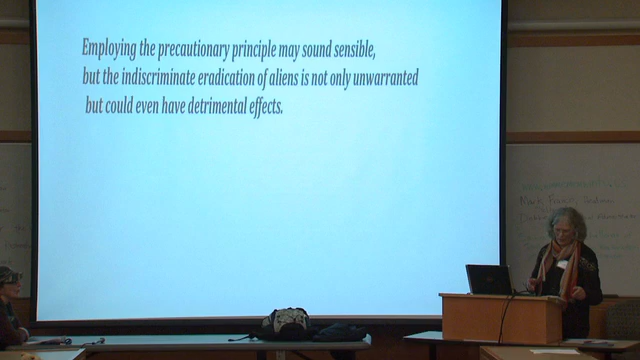 Employing the precautionary principle may sound sensible,
but the indiscriminate eradication of aliens is not only unwarranted
but could even have detrimental effects.